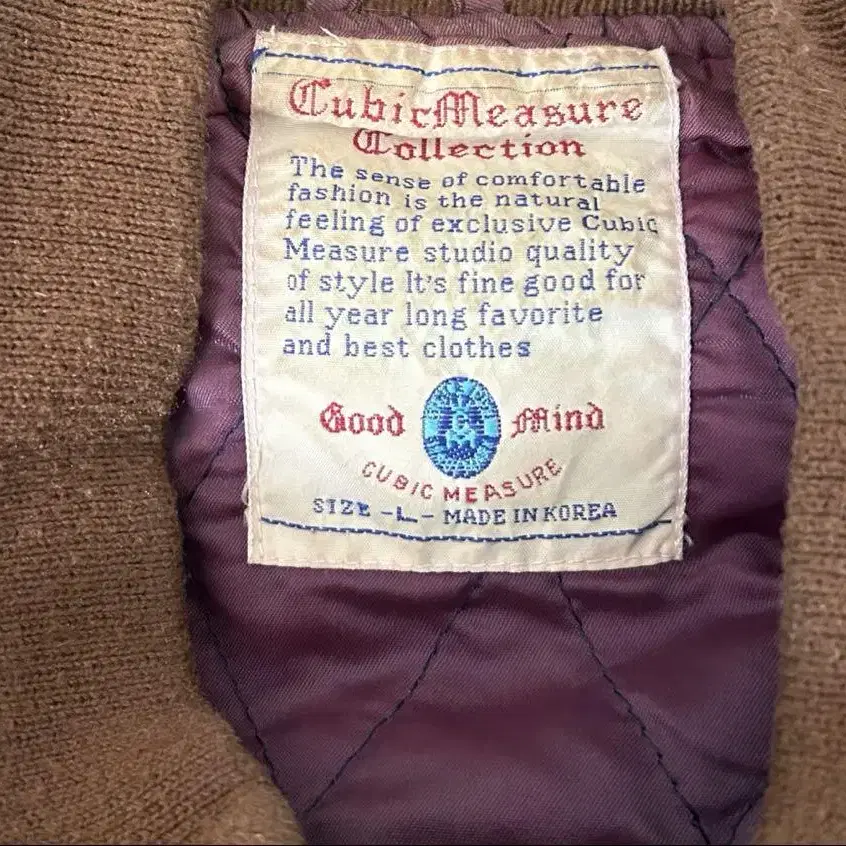 CubicMeasure
Collection
The sense of comfortable
fashion is the natural
feeling of exclusive Cubic
Measure studio quality
of style It's fine good for
all year long favorite
and best clothes
Good Mind
CUBIC MEASURE
SIZE -L- MADE IN KOREA